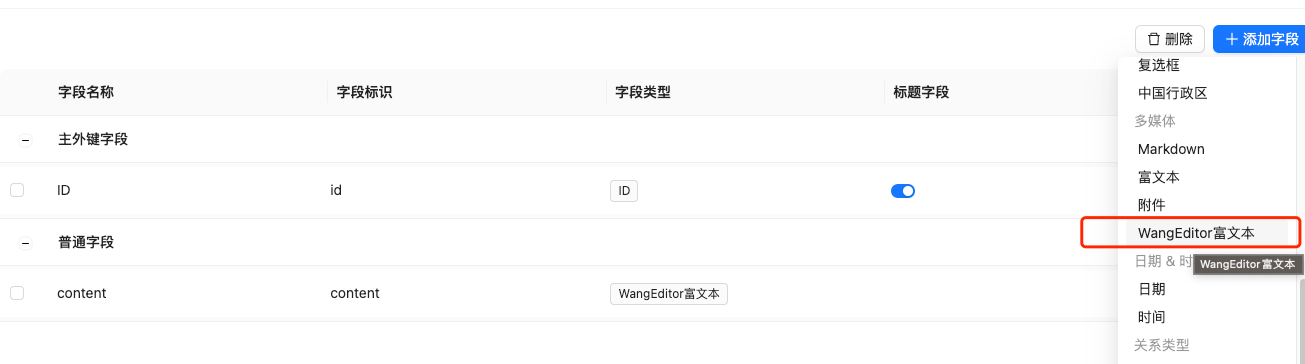 删除
添加字段
字段名称 字段标识 字段类型 标题字段
主外键字段
ID id ID
普通字段
content content WangEditor富文本
复选框
中国行政区
多媒体
Markdown
富文本
附件
WangEditor富文本
日期 & 时
WangEditor富文本
日期
时间
关系类型